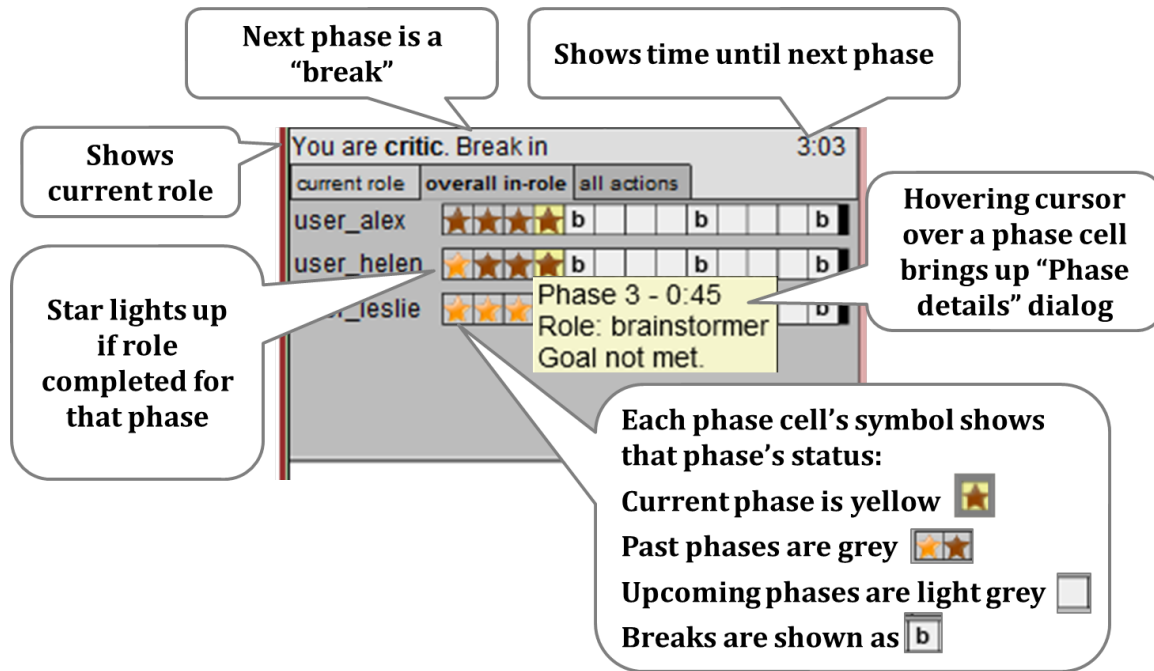 Next phase is a
“break”
Shows time until next phase
Shows
current role
You are critic. Break in 3:03
current role overall in-role all actions
user_alex b b b
user_helen b b b
leslie b
Phase 3 - 0:45
Role: brainstormer
Goal not met.
Hovering cursor
over a phase cell
brings up “Phase
details” dialog
Star lights up
if role
completed for
that phase
Each phase cell’s symbol shows
that phase’s status:
Current phase is yellow
Past phases are grey
Upcoming phases are light grey
Breaks are shown as b